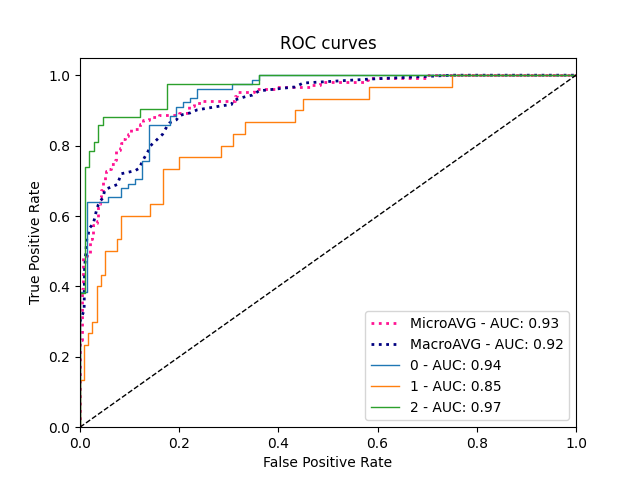 ROC curves
True Positive Rate
1.0
0.8
0.6
0.4
0.2
0.0
0.0 0.2 0.4 0.6 0.8 1.0
False Positive Rate
MicroAVG - AUC: 0.93
MacroAVG - AUC: 0.92
0 - AUC: 0.94
1 - AUC: 0.85
2 - AUC: 0.97